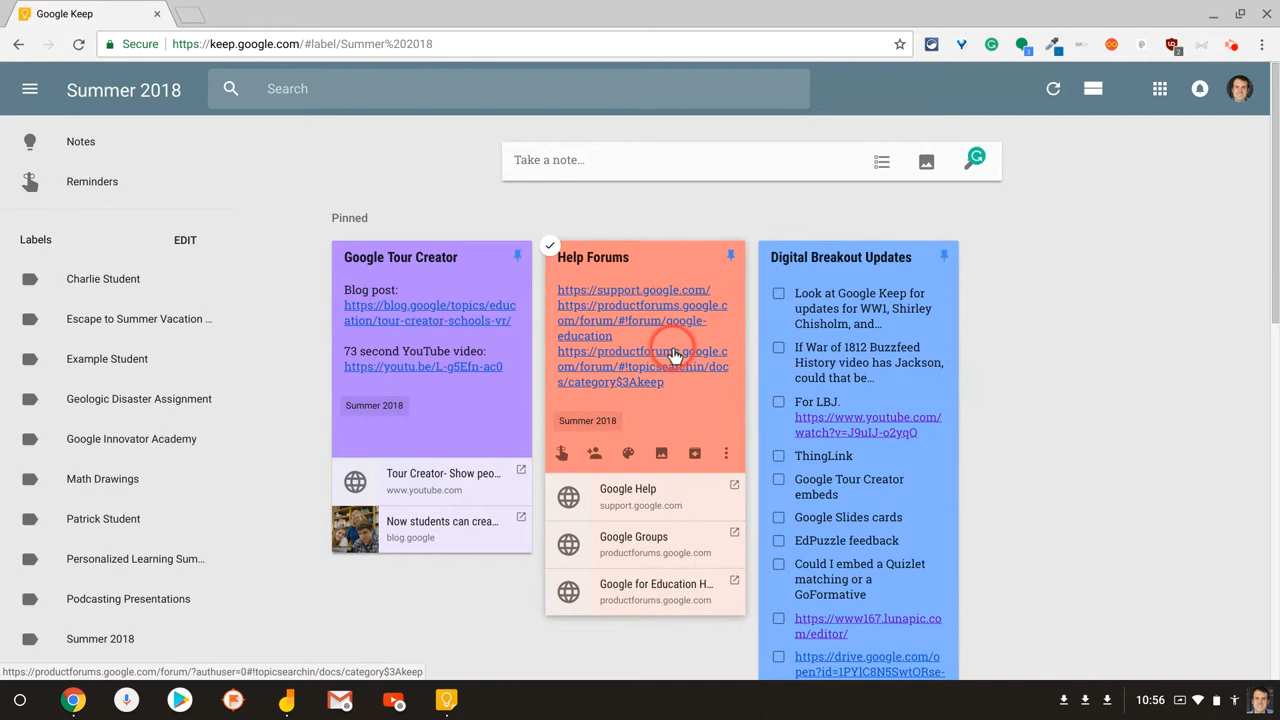 Google Keep
Secure
https://keep.google.com/#label/Summer%202018
3
2
Summer 2018
Search
Notes
Reminders
Labels
EDIT
Charlie Student
Escape to Summer Vacation ...
Example Student
Geologic Disaster Assignment
Google Innovator Academy
Math Drawings
Patrick Student
Personalized Learning Sum...
Podcasting Presentations
Summer 2018
Take a note...
Pinned
Google Tour Creator
Blog post:
https://blog.google/topics/educ
ation/tour-creator-schools-vr/
73 second YouTube video:
https://youtu.be/L-g5Efn-ac0
Summer 2018
Tour Creator- Show peo...
www.youtube.com
Now students can crea...
blog.google
Help Forums
https://support.google.com/
https://productforums.google.c
om/forum/#!forum/google-
education
https://productforums.google.c
om/forum/#!topicsearchin/doc
s/category$3Akeep
Summer 2018
Google Help
support.google.com
Google Groups
productforums.google.com
Google for Education H...
productforums.google.com
Digital Breakout Updates
Look at Google Keep for
updates for WW1, Shirley
Chisholm, and...
If War of 1812 Buzzfeed
History video has Jackson,
could that be...
For LBJ.
https://www.youtube.com/
watch?v=J9uIJ-o2yqQ
ThingLink
Google Tour Creator
embeds
Google Slides cards
EdPuzzle feedback
Could I embed a Quizlet
matching or a
GoFormative
https://www167.lunapic.co
m/editor/
https://drive.google.com/o
pen?id=1PYlC8N5SwtQRse-
https://productforums.google.com/forum/?authuser=0#!topicsearchin/docs/category$3Akeep
10:56